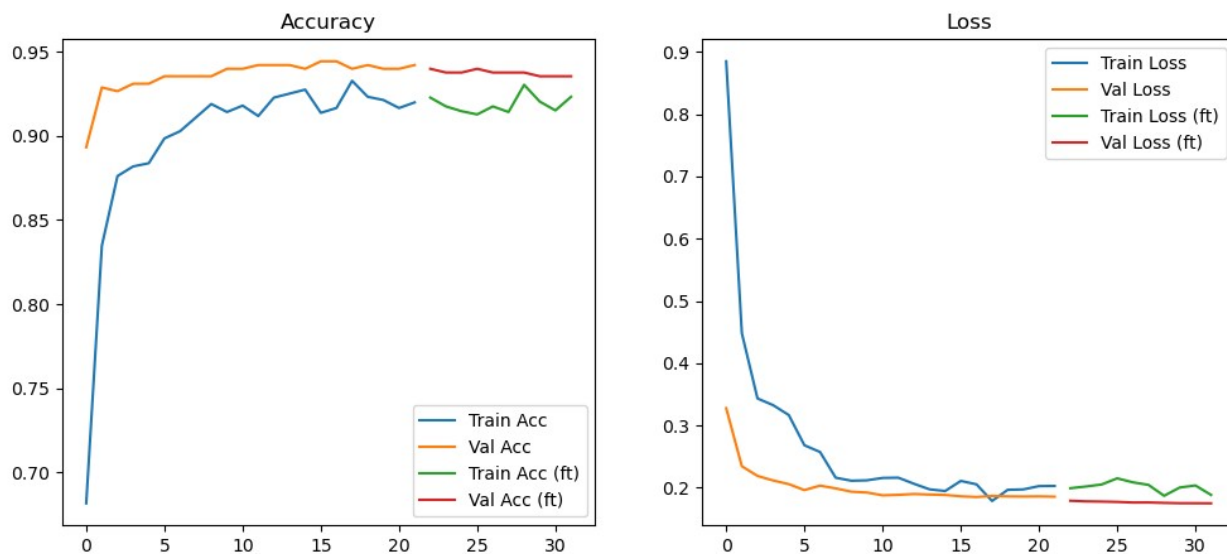 Accuracy
0.95
0.90
0.85
0.80
0.75
0.70
0 5 10 15 20 25 30
Train Acc
Val Acc
Train Acc (ft)
Val Acc (ft)
Loss
0.9
0.8
0.7
0.6
0.5
0.4
0.3
0.2
0 5 10 15 20 25 30
Train Loss
Val Loss
Train Loss (ft)
Val Loss (ft)